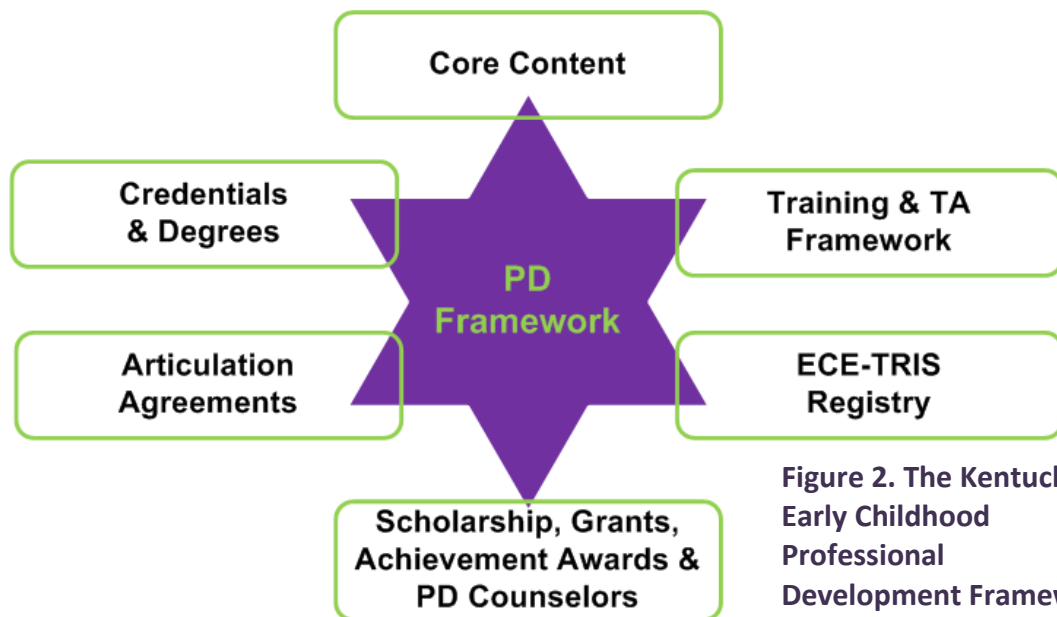 Core Content
Credentials
& Degrees
Training & TA
Framework
PD
Framework
Articulation
Agreements
ECE-TRIS
Registry
Scholarship, Grants,
Achievement Awards &
PD Counselors
Figure 2. The Kentuc
Early Childhood
Professional
Development Framew